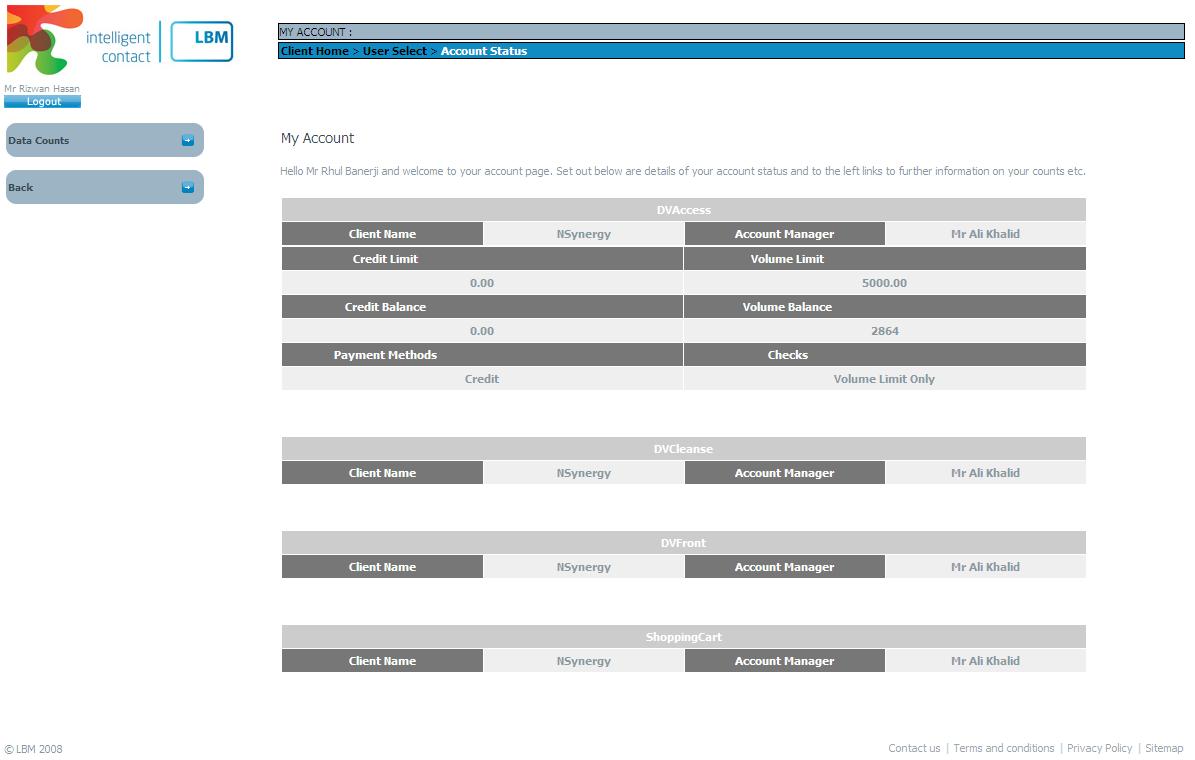 intelligent
contact
LBM
MY ACCOUNT :
Client Home > User Select > Account Status
Mr Rizwan Hasan
Logout
Data Counts
Back
My Account
Hello Mr Rhul Banerji and welcome to your account page. Set out below are details of your account status and to the left links to further information on your counts etc.
DVAccess
Client Name NSynergy Account Manager Mr Ali Khalid
Credit Limit Volume Limit
0.00 5000.00
Credit Balance Volume Balance
0.00 2864
Payment Methods Checks
Credit Volume Limit Only
DVCleanse
Client Name NSynergy Account Manager Mr Ali Khalid
DVFront
Client Name NSynergy Account Manager Mr Ali Khalid
ShoppingCart
Client Name NSynergy Account Manager Mr Ali Khalid
© LBM 2008
Contact us | Terms and conditions | Privacy Policy | Sitemap